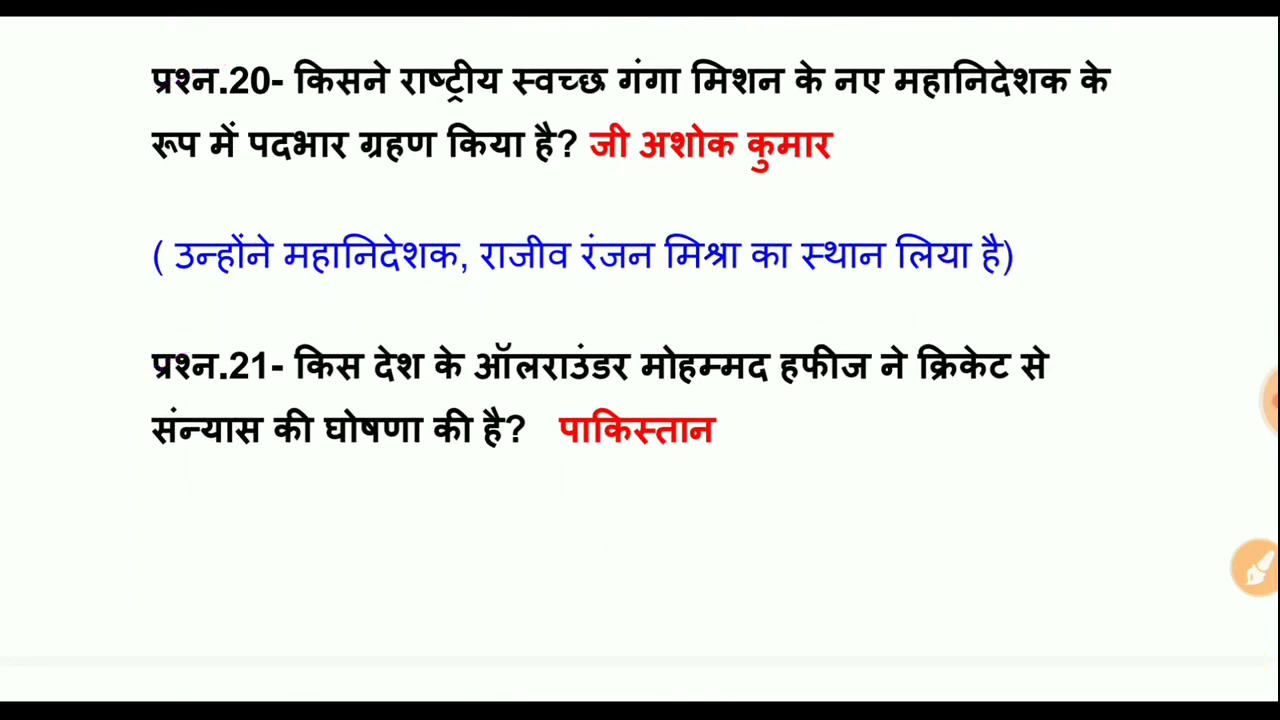 प्रश्न.20- किसने राष्ट्रीय स्वच्छ गंगा मिशन के नए महानिदेशक के
रूप में पदभार ग्रहण किया है? जी अशोक कुमार
( उन्होंने महानिदेशक, राजीव रंजन मिश्रा का स्थान लिया है)
प्रश्न.21- किस देश के ऑलराउंडर मोहम्मद हफीज ने क्रिकेट से
संन्यास की घोषणा की है? पाकिस्तान